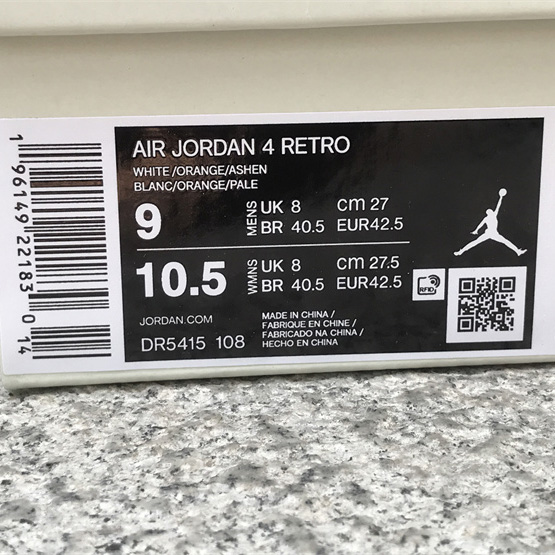 AIR JORDAN 4 RETRO
WHITE /ORANGE/ASHEN
BLANC/ORANGE/PALE
9 MENS UK 8 cm 27
BR 40.5 EUR42.5
10.5 WMNS UK 8 cm 27.5
BR 40.5 EUR42.5
RFID
JORDAN.COM
DR5415 108
MADE IN CHINA /
FABRIQUE EN CHINE /
FABRICADO NA CHINA /
HECHO EN CHINA
1 96149 22183 0 14